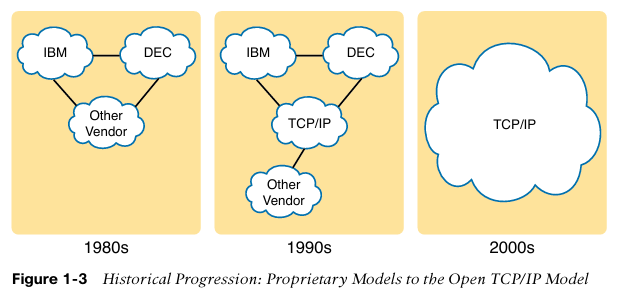 IBM
DEC
Other
Vendor
1980s
IBM
DEC
TCP/IP
Other
Vendor
1990s
TCP/IP
2000s
Figure 1-3 Historical Progression: Proprietary Models to the Open TCP/IP Model